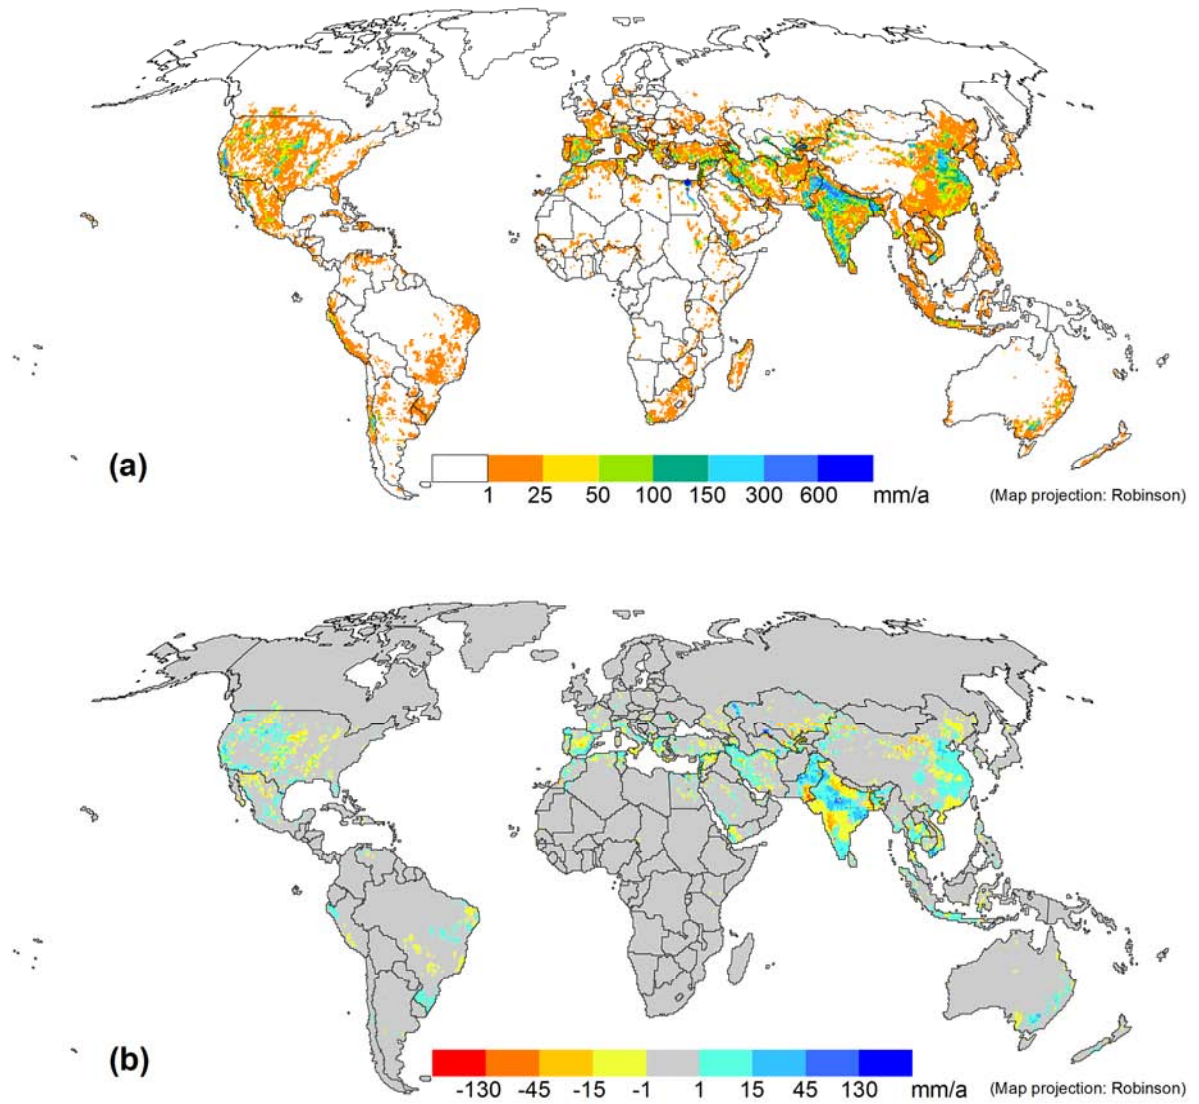 (a)
1 25 50 100 150 300 600 mm/a
(Map projection: Robinson)
(b)
-130 -45 -15 -1 1 15 45 130 mm/a
(Map projection: Robinson)